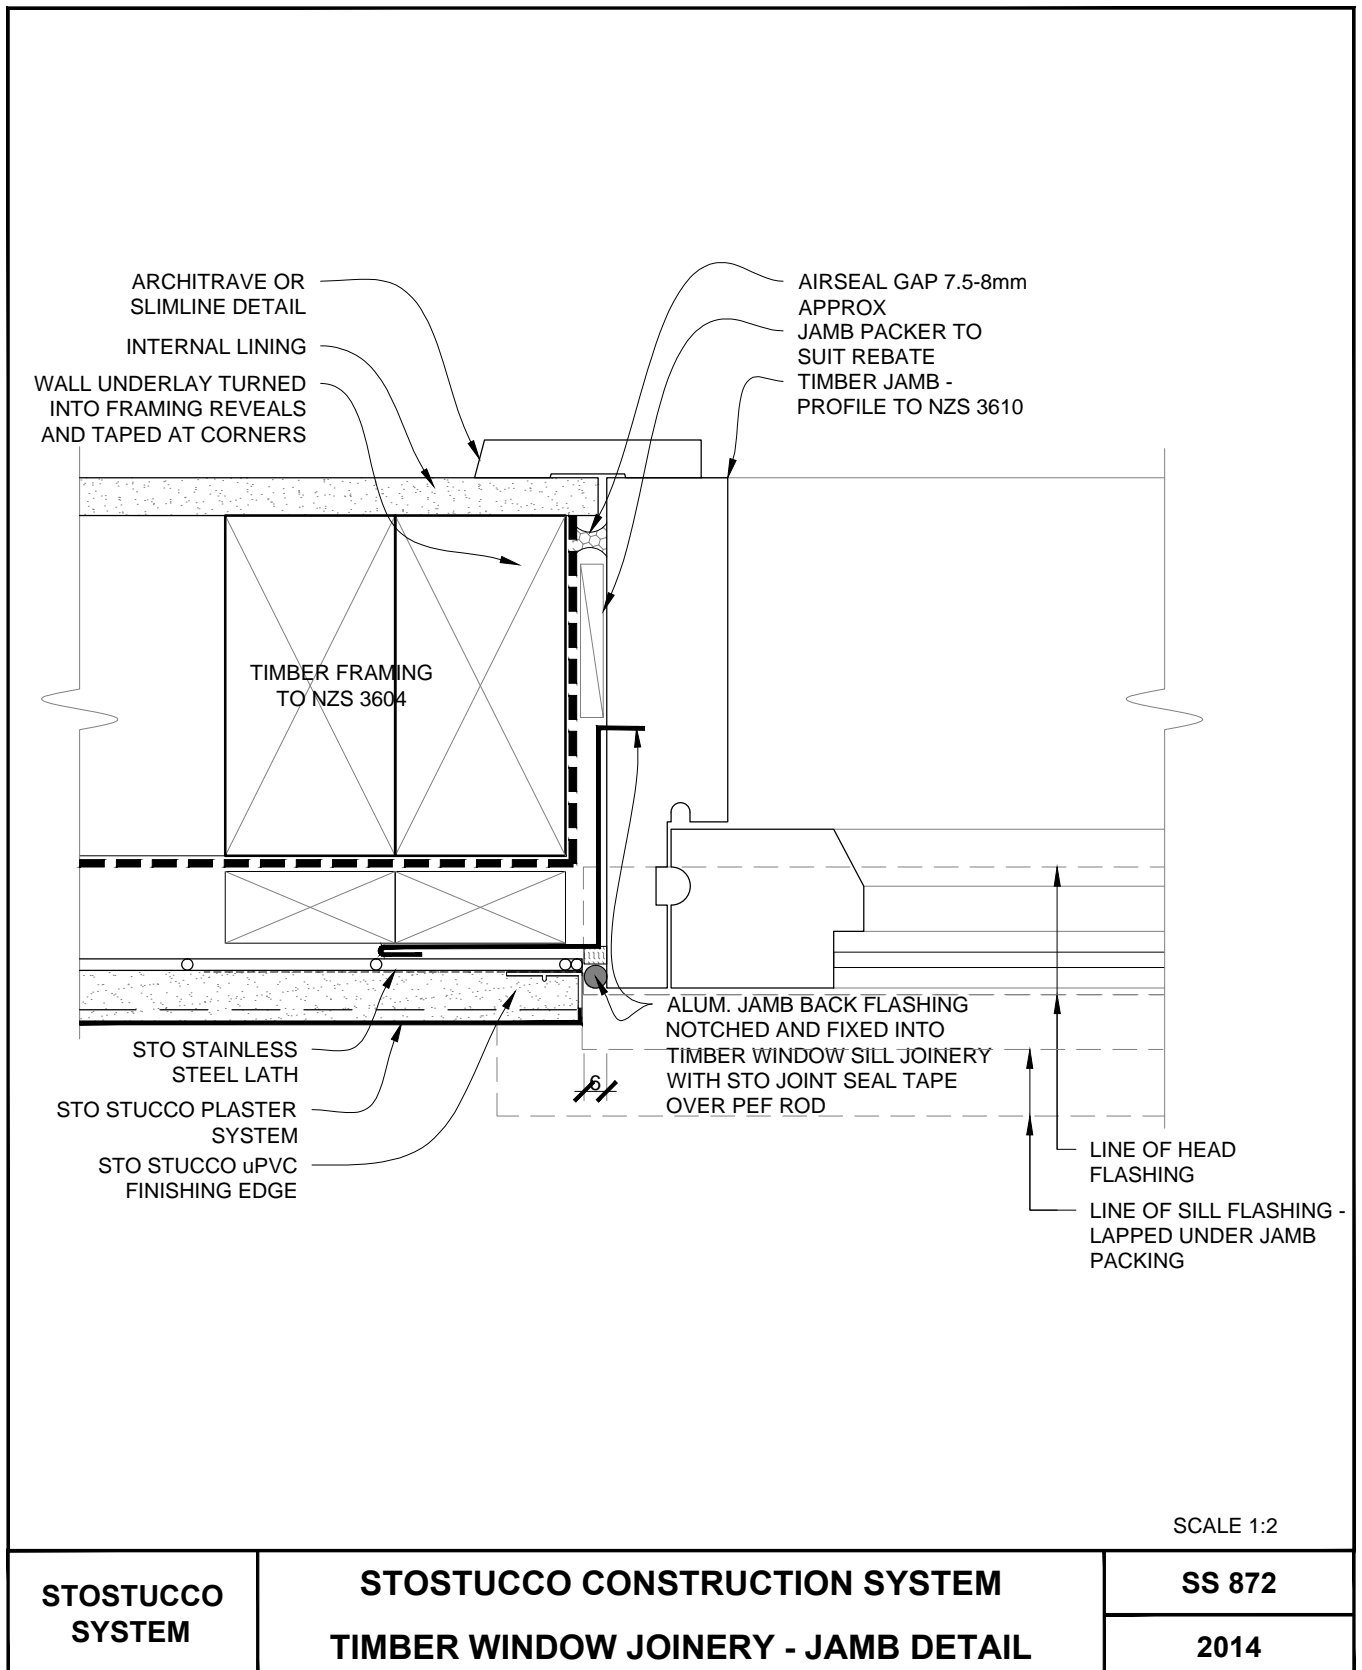 ARCHITRAVE OR
SLIMLINE DETAIL
INTERNAL LINING
WALL UNDERLAY TURNED
INTO FRAMING REVEALS
AND TAPED AT CORNERS
AIRSEAL GAP 7.5-8mm
APPROX
JAMB PACKER TO
SUIT REBATE
TIMBER JAMB -
PROFILE TO NZS 3610
TIMBER FRAMING
TO NZS 3604
ALUM. JAMB BACK FLASHING
NOTCHED AND FIXED INTO
TIMBER WINDOW SILL JOINERY
WITH STO JOINT SEAL TAPE
OVER PEF ROD
6
STO STAINLESS
STEEL LATH
STO STUCCO PLASTER
SYSTEM
STO STUCCO uPVC
FINISHING EDGE
LINE OF HEAD
FLASHING
LINE OF SILL FLASHING -
LAPPED UNDER JAMB
PACKING
SCALE 1:2
STOSTUCCO
SYSTEM
STOSTUCCO CONSTRUCTION SYSTEM
TIMBER WINDOW JOINERY - JAMB DETAIL
SS 872
2014